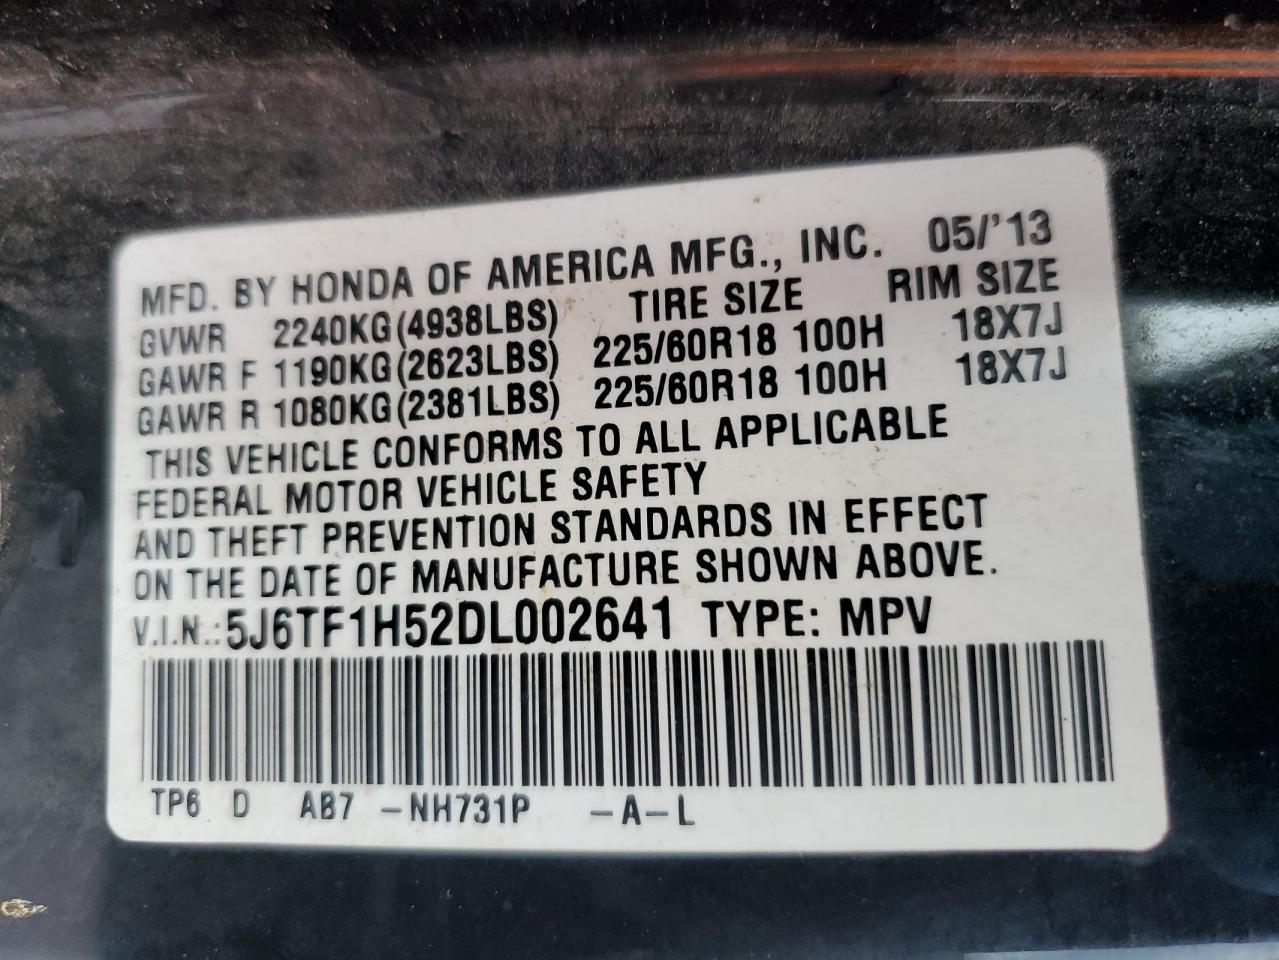 MFD. BY HONDA OF AMERICA MFG., INC. 05/'13
GVWR 2240KG(4938LBS) TIRE SIZE RIM SIZE
GAWR F 1190KG(2623LBS) 225/60R18 100H 18X7J
GAWR R 1080KG(2381LBS) 225/60R18 100H 18X7J
THIS VEHICLE CONFORMS TO ALL APPLICABLE
FEDERAL MOTOR VEHICLE SAFETY
AND THEFT PREVENTION STANDARDS IN EFFECT
ON THE DATE OF MANUFACTURE SHOWN ABOVE.
V.I.N.:5J6TF1H52DL002641 TYPE: MPV
TP6 D AB7 -NH731P -A-L